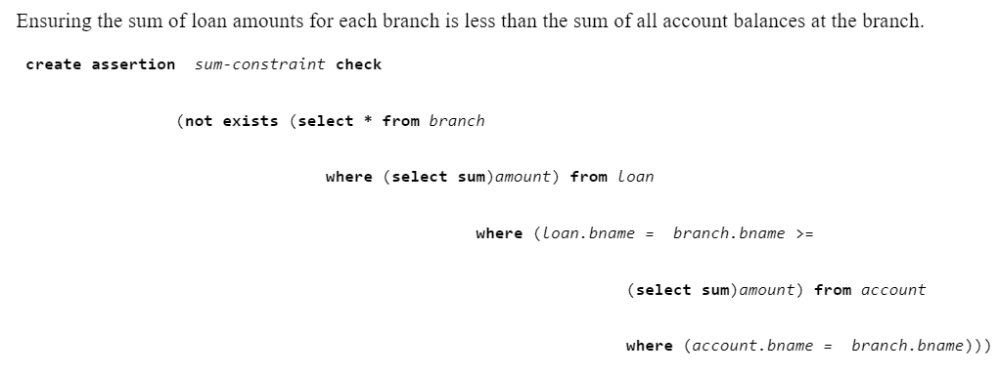 Ensuring the sum of loan amounts for each branch is less than the sum of all account balances at the branch.
create assertion sum-constraint check
(not exists (select * from branch
where (select sum)amount) from loan
where (loan.bname = branch.bname >=
(select sum)amount) from account
where (account.bname = branch.bname)))